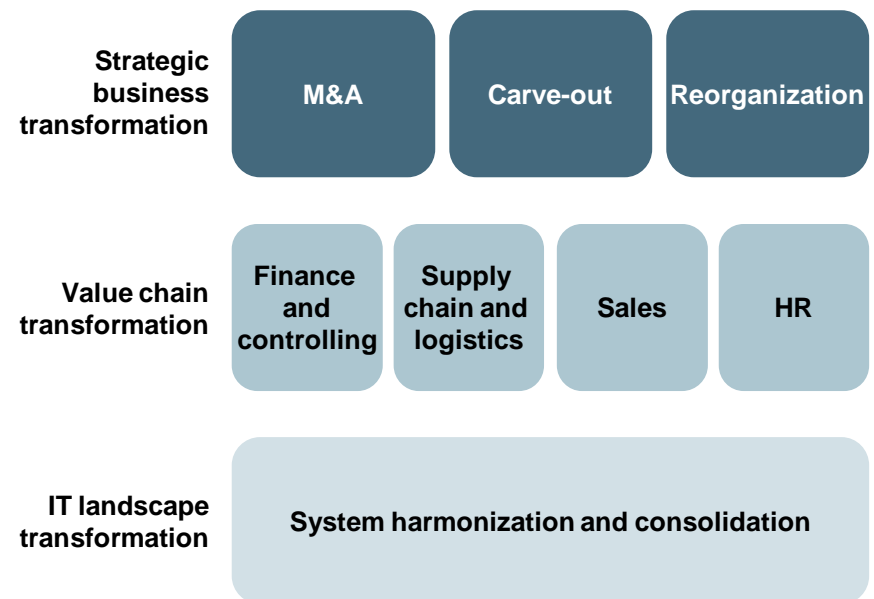 Strategic
business
transformation
M&A
Carve-out
Reorganization
Value chain
transformation
Finance
and
controlling
Supply
chain and
logistics
Sales
HR
IT landscape
transformation
System harmonization and consolidation